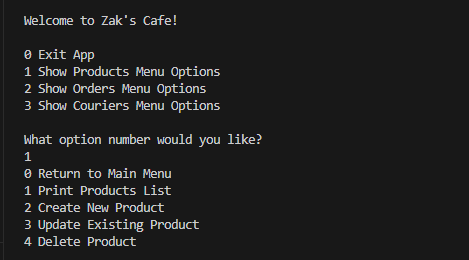 Welcome to Zak's Cafe!
0 Exit App
1 Show Products Menu Options
2 Show Orders Menu Options
3 Show Couriers Menu Options
What option number would you like?
1
0 Return to Main Menu
1 Print Products List
2 Create New Product
3 Update Existing Product
4 Delete Product